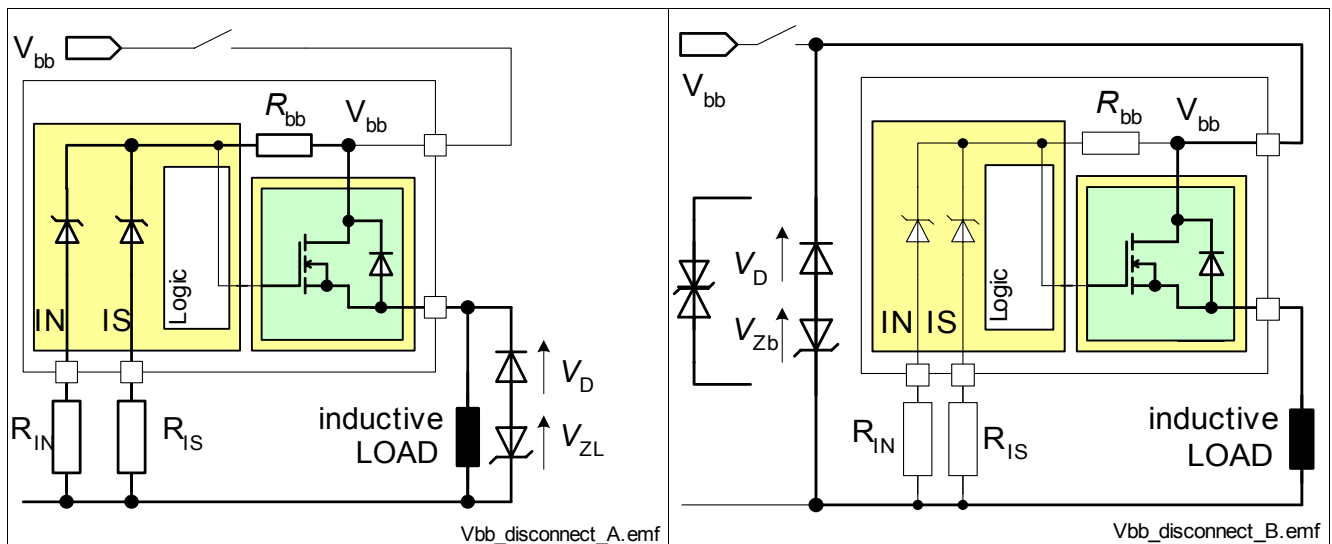 Vbb
Rbb
Vbb
Logic
IN
IS
VD
VZL
RIN
RIS
inductive
LOAD
Vbb_disconnect_A.emf
Vbb
Rbb
Vbb
VD
VZb
Logic
IN
IS
RIN
RIS
inductive
LOAD
Vbb_disconnect_B.emf